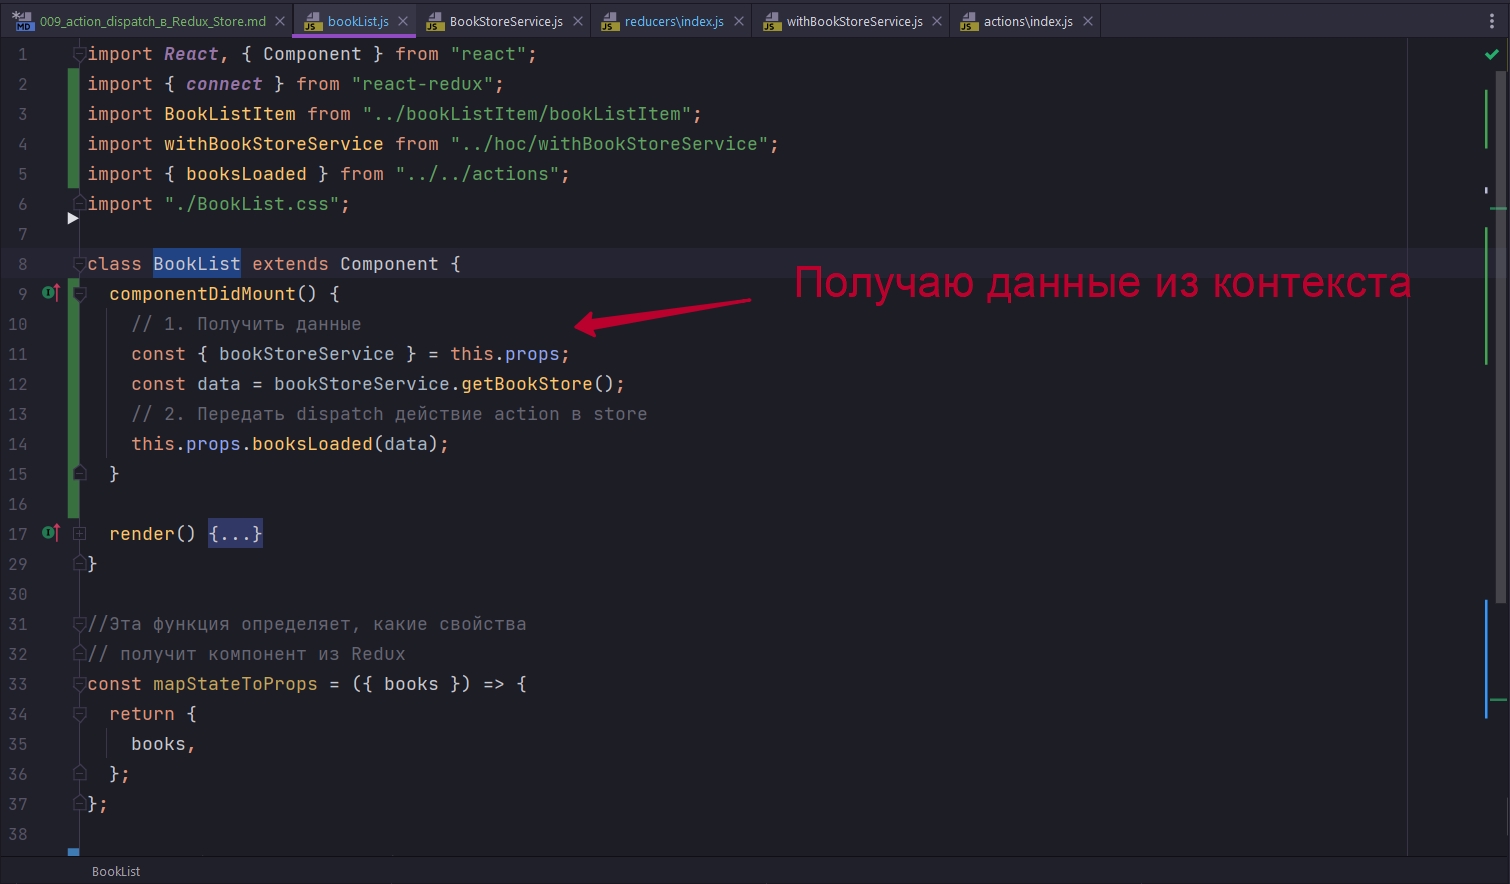 009_action_dispatch_в_Redux_Store.md bookList.js BookStoreService.js reducers\index.js withBookStoreService.js actions\index.js
1 import React, { Component } from "react";
2 import { connect } from "react-redux";
3 import BookListItem from "../bookListItem/bookListItem";
4 import withBookStoreService from "../hoc/withBookStoreService";
5 import { booksLoaded } from "../../actions";
6 import "./BookList.css";
7
8 class BookList extends Component {
Получаю данные из контекста
9 componentDidMount() {
10 // 1. Получить данные
11 const { bookStoreService } = this.props;
12 const data = bookStoreService.getBookStore();
13 // 2. Передать dispatch действие action в store
14 this.props.booksLoaded(data);
15 }
16
17 render() {...}
29 }
30
31 //Эта функция определяет, какие свойства
32 // получит компонент из Redux
33 const mapStateToProps = ({ books }) => {
34 return {
35 books,
36 };
37 };
38
BookList